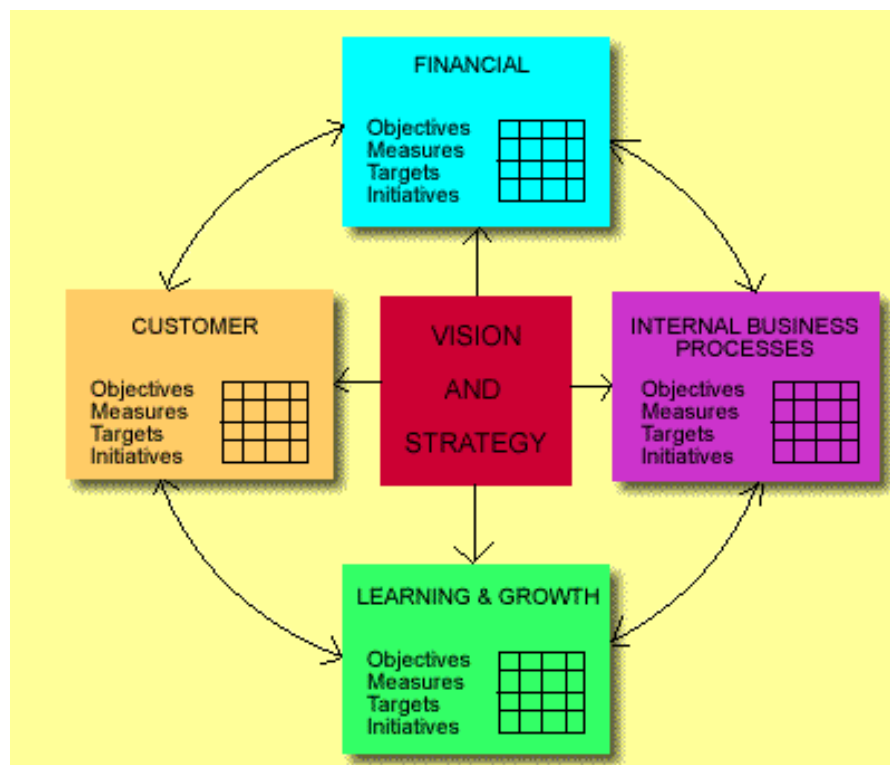 FINANCIAL
Objectives
Measures
Targets
Initiatives
CUSTOMER
Objectives
Measures
Targets
Initiatives
VISION
AND
STRATEGY
INTERNAL BUSINESS
PROCESSES
Objectives
Measures
Targets
Initiatives
LEARNING & GROWTH
Objectives
Measures
Targets
Initiatives